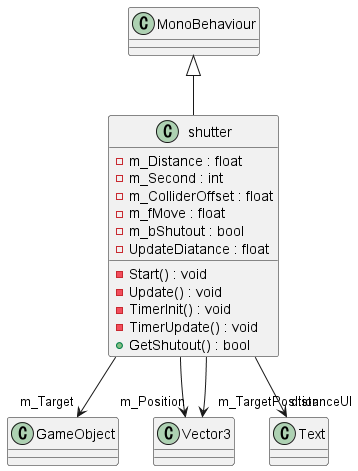 C MonoBehaviour
C shutter
m_Distance : float
m_Second : int
m_ColliderOffset : float
m_fMove : float
m_bShutout : bool
UpdateDiatance : float
Start() : void
Update() : void
TimerInit() : void
TimerUpdate() : void
GetShutout() : bool
m_Target m_Position m_TargetPosition distanceUI
C GameObject C Vector3 C Text